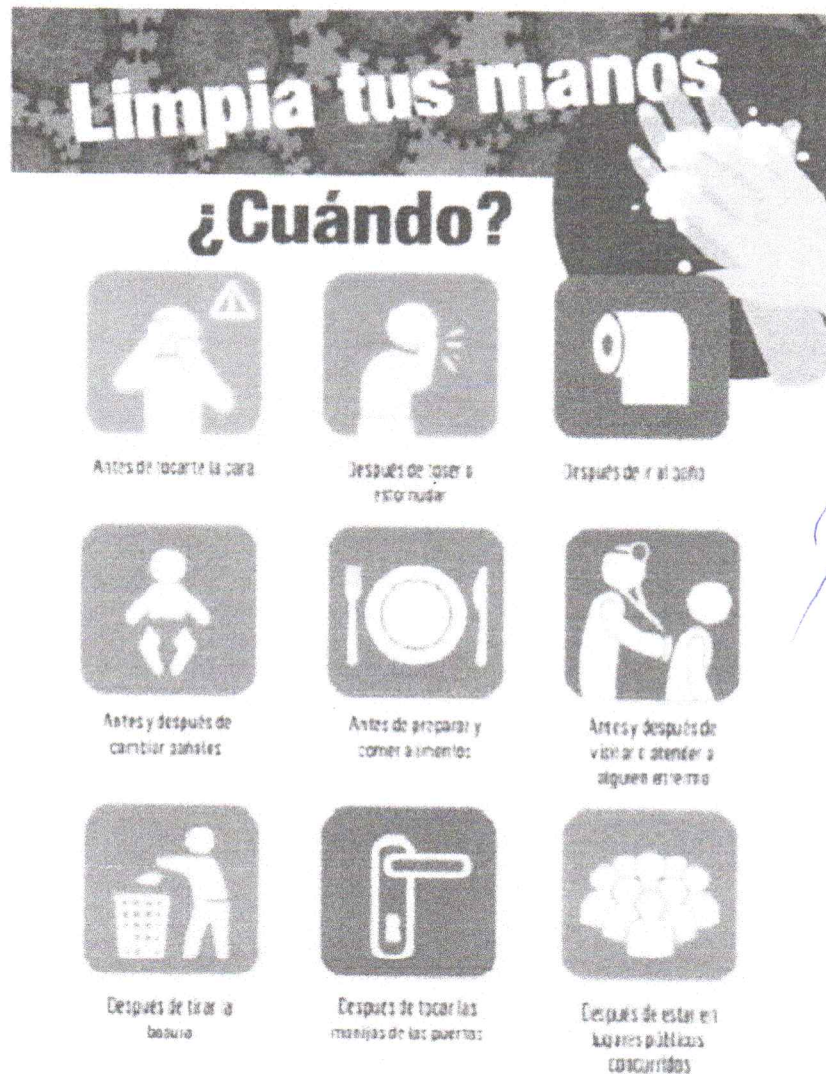 Limpia tus manos
¿Cuándo?
Antes de tocarte la cara
Después de toser o
estornudar
Después de ir al baño
Antes y después de
cambiar pañales
Antes de preparar y
comer alimentos
Antes y después de
visitar o atender a
alguien enfermo
Después de tirar la
basura
Después de tocar las
manijas de las puertas
Después de estar en
lugares públicos
concurridos